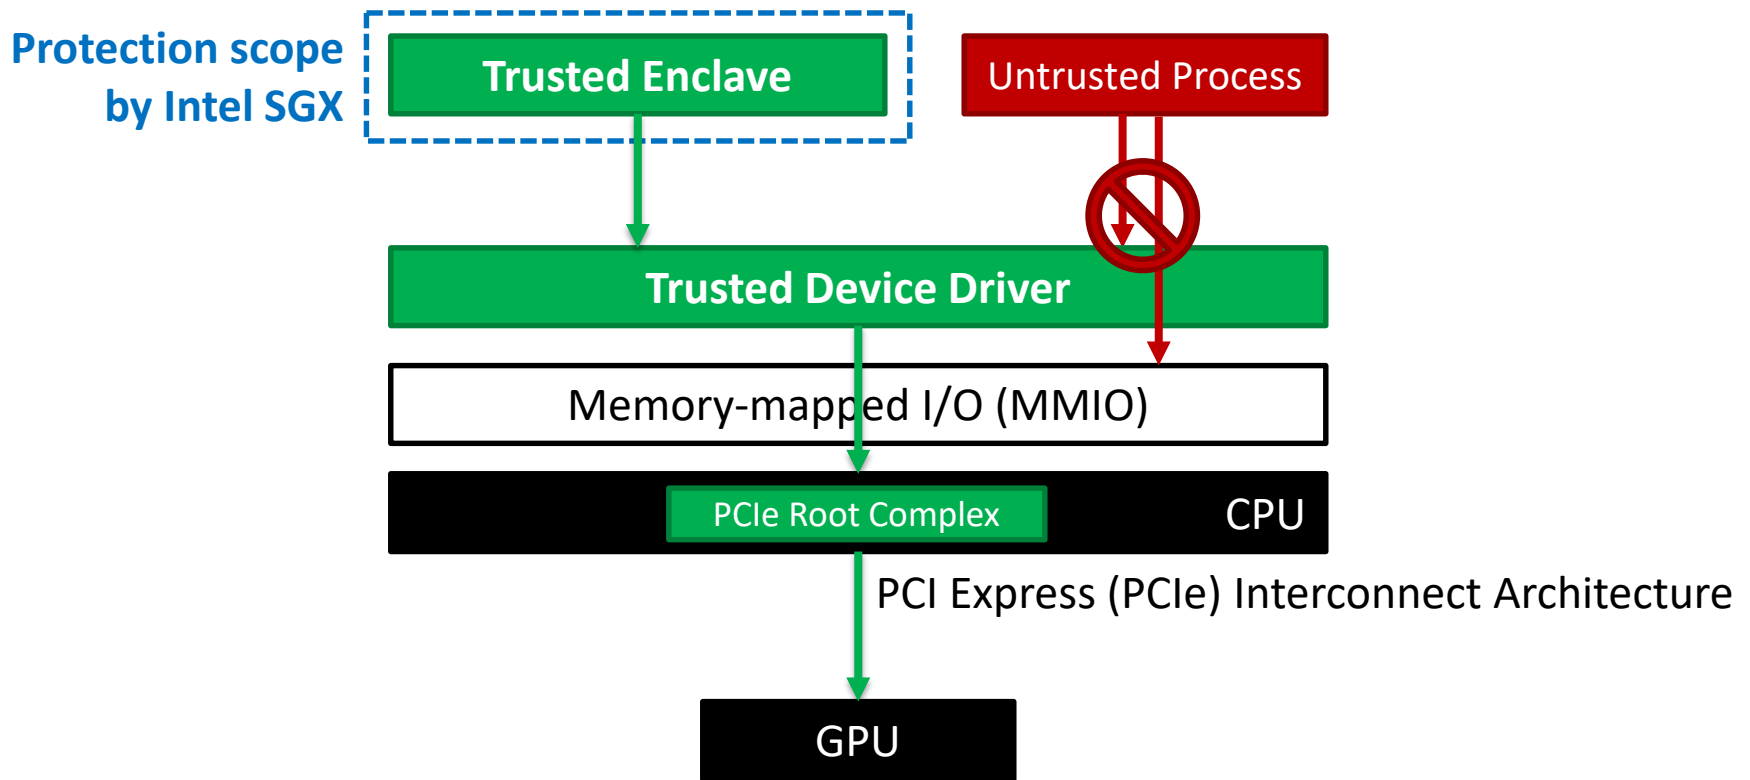 Protection scope
by Intel SGX
Trusted Enclave
Untrusted Process
Trusted Device Driver
Memory-mapped I/O (MMIO)
PCIe Root Complex
CPU
PCI Express (PCIe) Interconnect Architecture
GPU